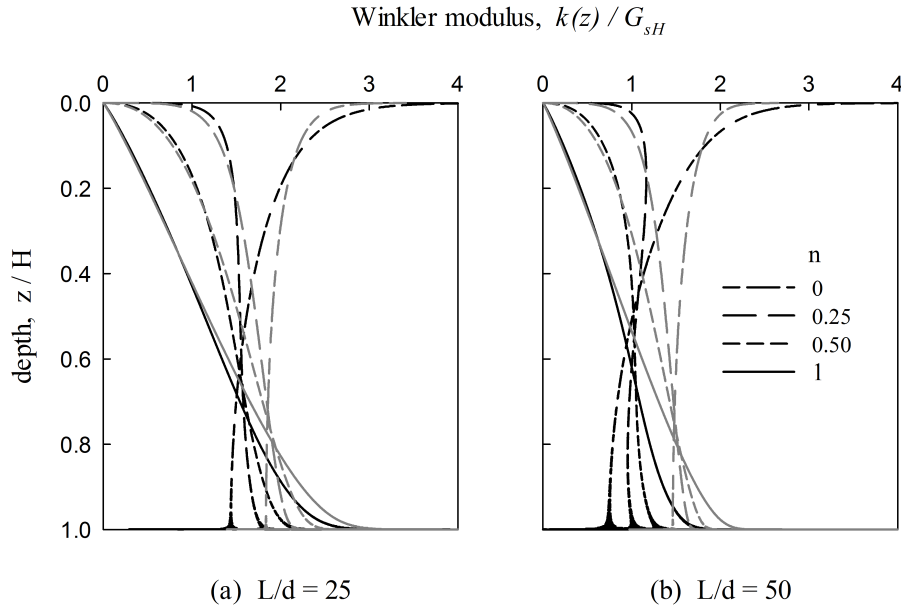 Winkler modulus, k(z) / G_sH
0 1 2 3 4
0 1 2 3 4
0.0
0.2
0.4
0.6
0.8
1.0
depth, z / H
n
0
0.25
0.50
1
(a) L/d = 25
(b) L/d = 50